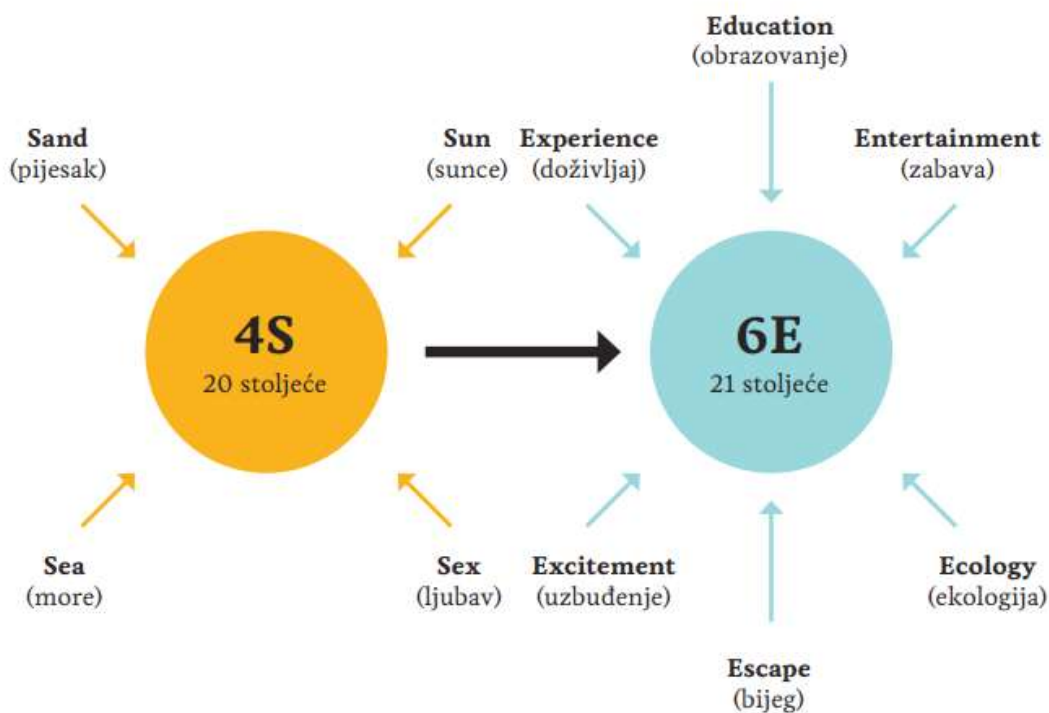 Education
(obrazovanje)
Sand
(pijesak)
Sun
(sunce)
Experience
(doživljaj)
Entertainment
(zabava)
4S
20 stoljeće
6E
21 stoljeće
Sea
(more)
Sex
(ljubav)
Excitement
(uzbuđenje)
Ecology
(ekologija)
Escape
(bijeg)